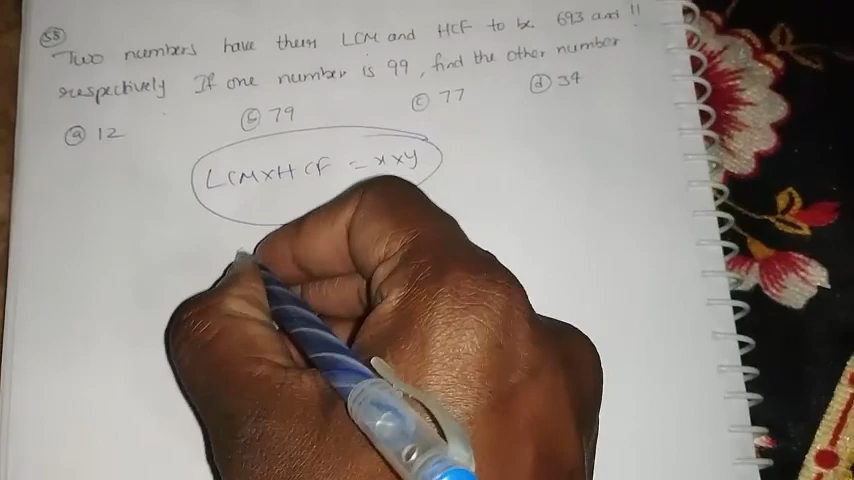 58
Two numbers have their LCM and HCF to be 693 and 11
respectively If one number is 99, find the other number
(a) 12 (b) 79 (c) 77 (d) 34
LCM x HCF = x x y